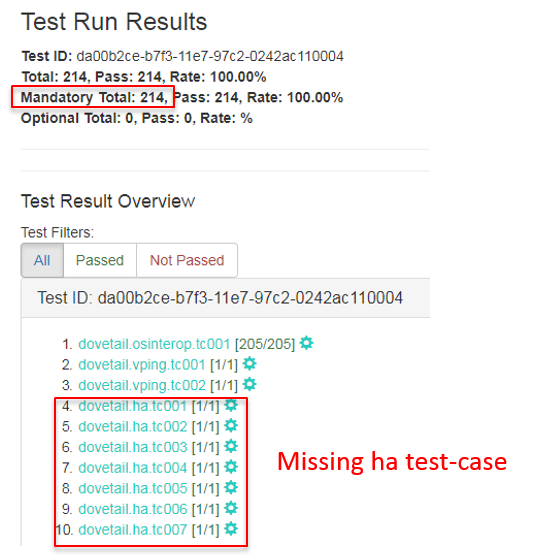 Test Run Results
Test ID: da00b2ce-b7f3-11e7-97c2-0242ac110004
Total: 214, Pass: 214, Rate: 100.00%
Mandatory Total: 214, Pass: 214, Rate: 100.00%
Optional Total: 0, Pass: 0, Rate: %
Test Result Overview
Test Filters:
All Passed Not Passed
Test ID: da00b2ce-b7f3-11e7-97c2-0242ac110004
1. dovetail.osinterop.tc001 [205/205]
2. dovetail.vping.tc001 [1/1]
3. dovetail.vping.tc002 [1/1]
4. dovetail.ha.tc001 [1/1]
5. dovetail.ha.tc002 [1/1]
6. dovetail.ha.tc003 [1/1]
7. dovetail.ha.tc004 [1/1]
8. dovetail.ha.tc005 [1/1]
9. dovetail.ha.tc006 [1/1]
10. dovetail.ha.tc007 [1/1]
Missing ha test-case